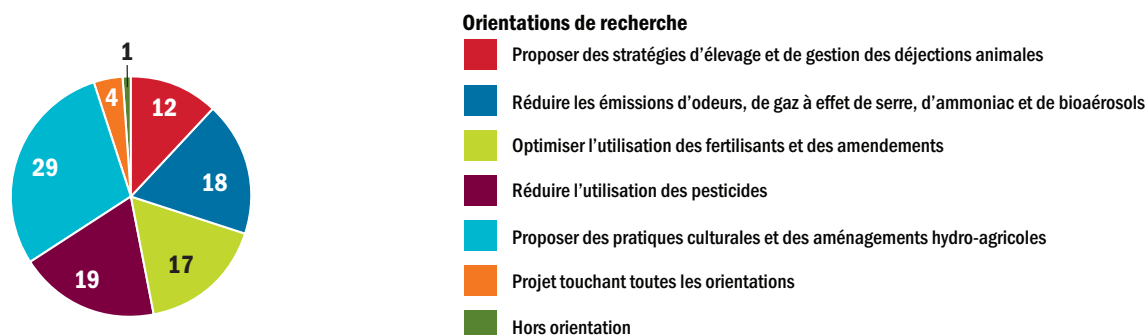 Orientations de recherche
1
4
12
29
18
19
17
Proposer des stratégies d'élevage et de gestion des déjections animales
Réduire les émissions d'odeurs, de gaz à effet de serre, d'ammoniac et de bioaérosols
Optimiser l'utilisation des fertilisants et des amendements
Réduire l'utilisation des pesticides
Proposer des pratiques culturales et des aménagements hydro-agricoles
Projet touchant toutes les orientations
Hors orientation